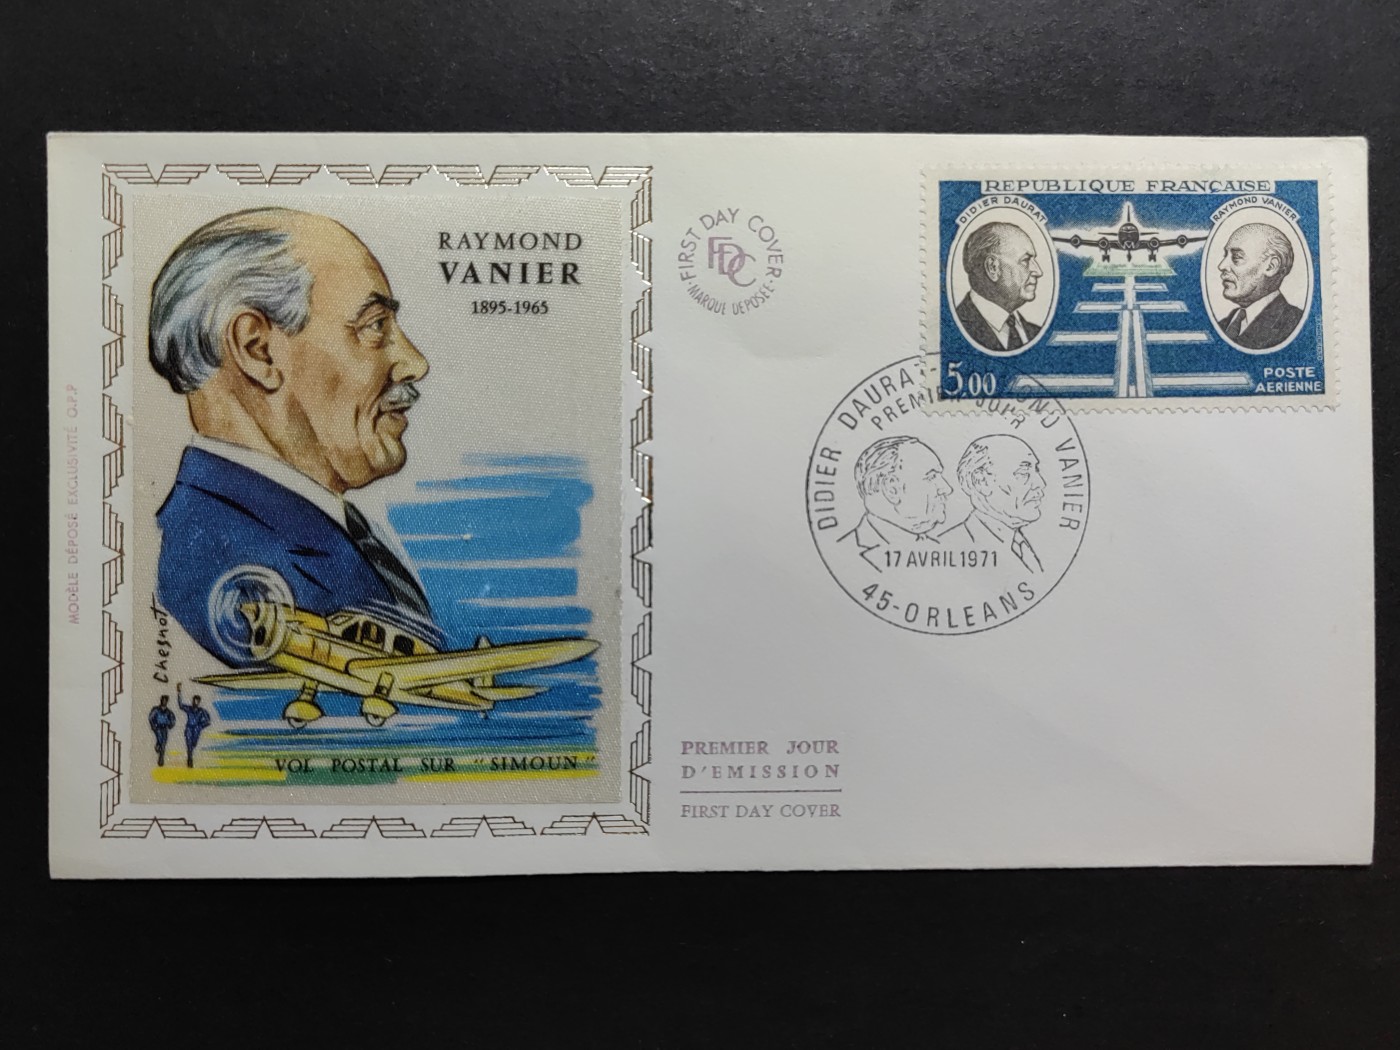 MODÈLE DÉPOSÉ EXCLUSIVITÉ O.P.P
RAYMOND
VANIER
1895-1965
Chesnot
VOL POSTAL SUR "SIMOUN"
FIRST DAY COVER
FDC
MARQUE DEPOSEE
PREMIER JOUR
D'EMISSION
FIRST DAY COVER
REPUBLIQUE FRANÇAISE
DIDIER DAURAT
RAYMOND VANIER
5,00
POSTE
AERIENNE
DIDIER DAURAT- OND VANIER
PREMIER JOUR
17 AVRIL 1971
45-ORLEANS